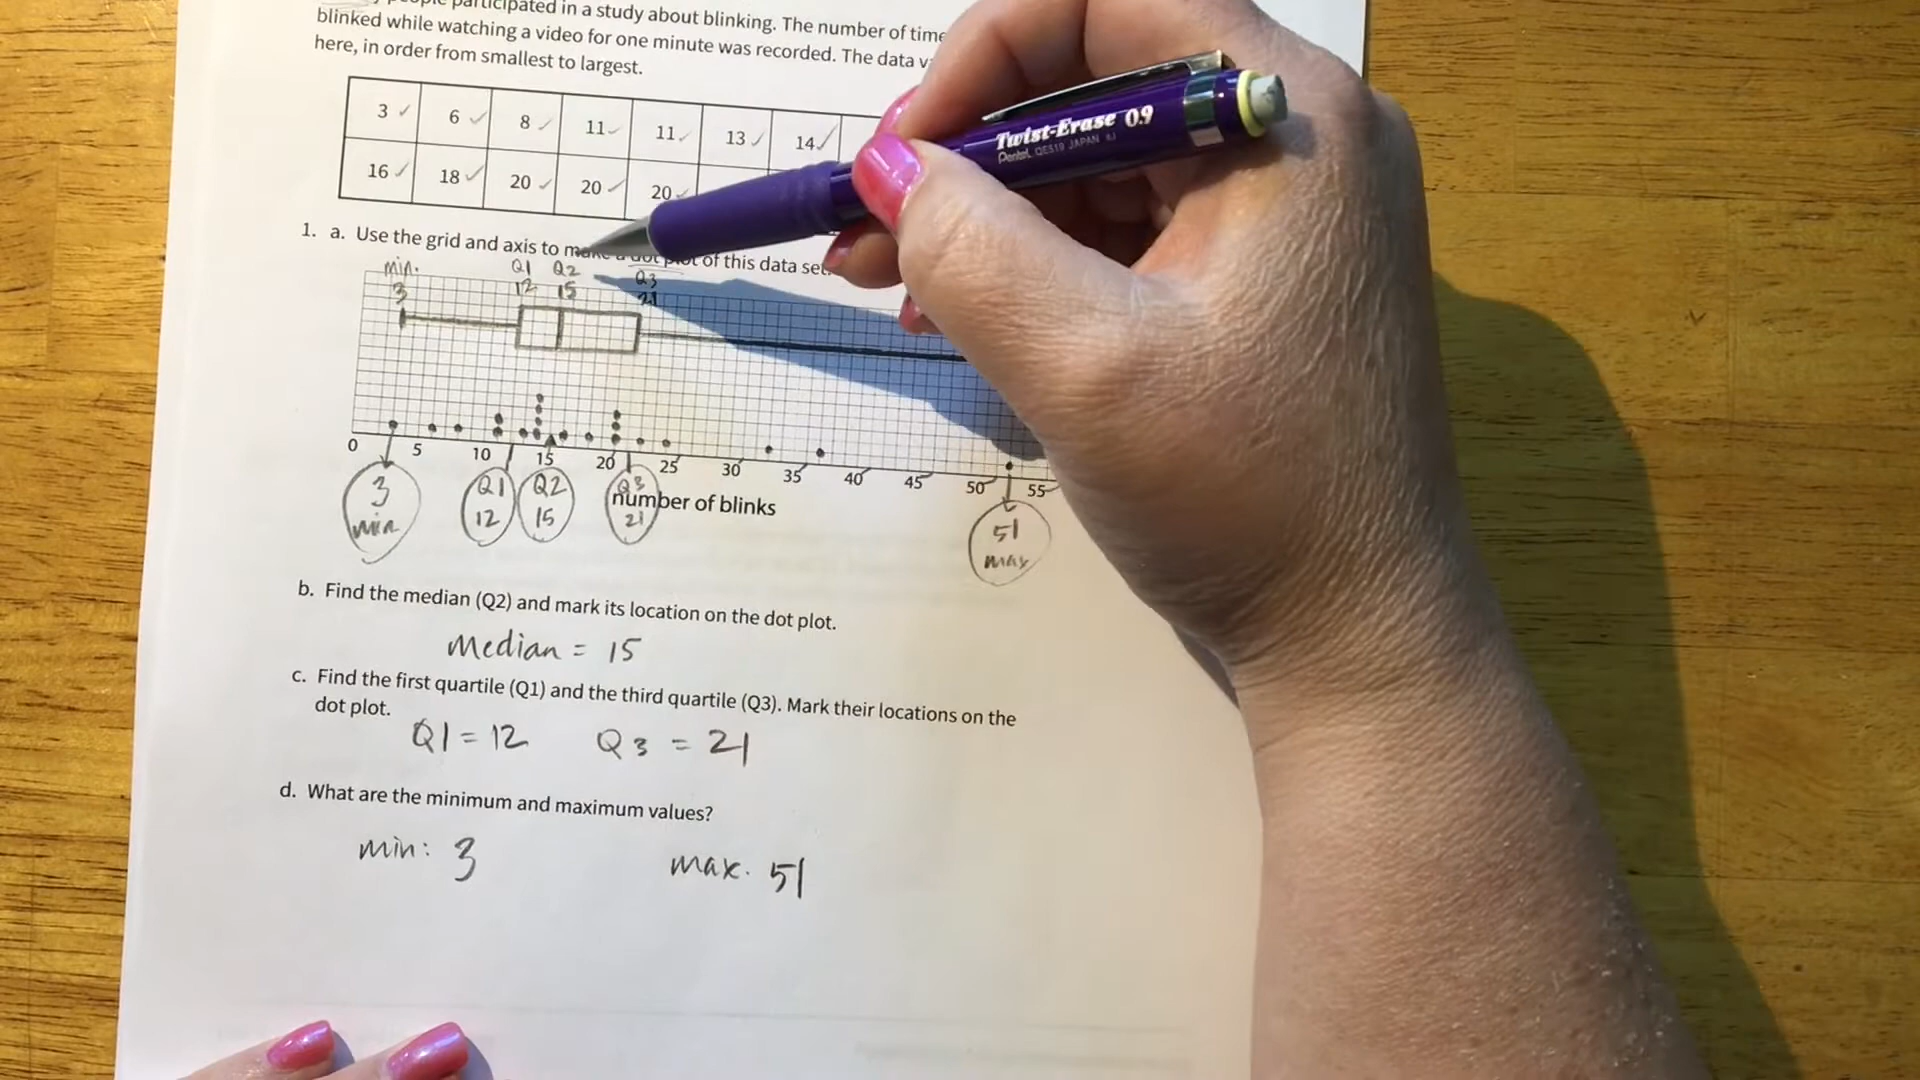 people participated in a study about blinking. The number of time
blinked while watching a video for one minute was recorded. The data v
here, in order from smallest to largest.
3 ✓ 6 ✓ 8 ✓ 11 ✓ 11 ✓ 13 ✓ 14 ✓
16 ✓ 18 ✓ 20 ✓ 20 ✓ 20 ✓
1. a. Use the grid and axis to make a dot plot of this data set.
min. Q1 Q2 Q3
3 12 15 21
0 5 10 15 20 25 30 35 40 45 50 55
number of blinks
3 Q1 Q2 Q3 51
min 12 15 21 max
b. Find the median (Q2) and mark its location on the dot plot.
Median = 15
c. Find the first quartile (Q1) and the third quartile (Q3). Mark their locations on the
dot plot.
Q1 = 12 Q3 = 21
d. What are the minimum and maximum values?
min: 3 max. 51
Twist-Erase 0.9
Pentel QE519 JAPAN